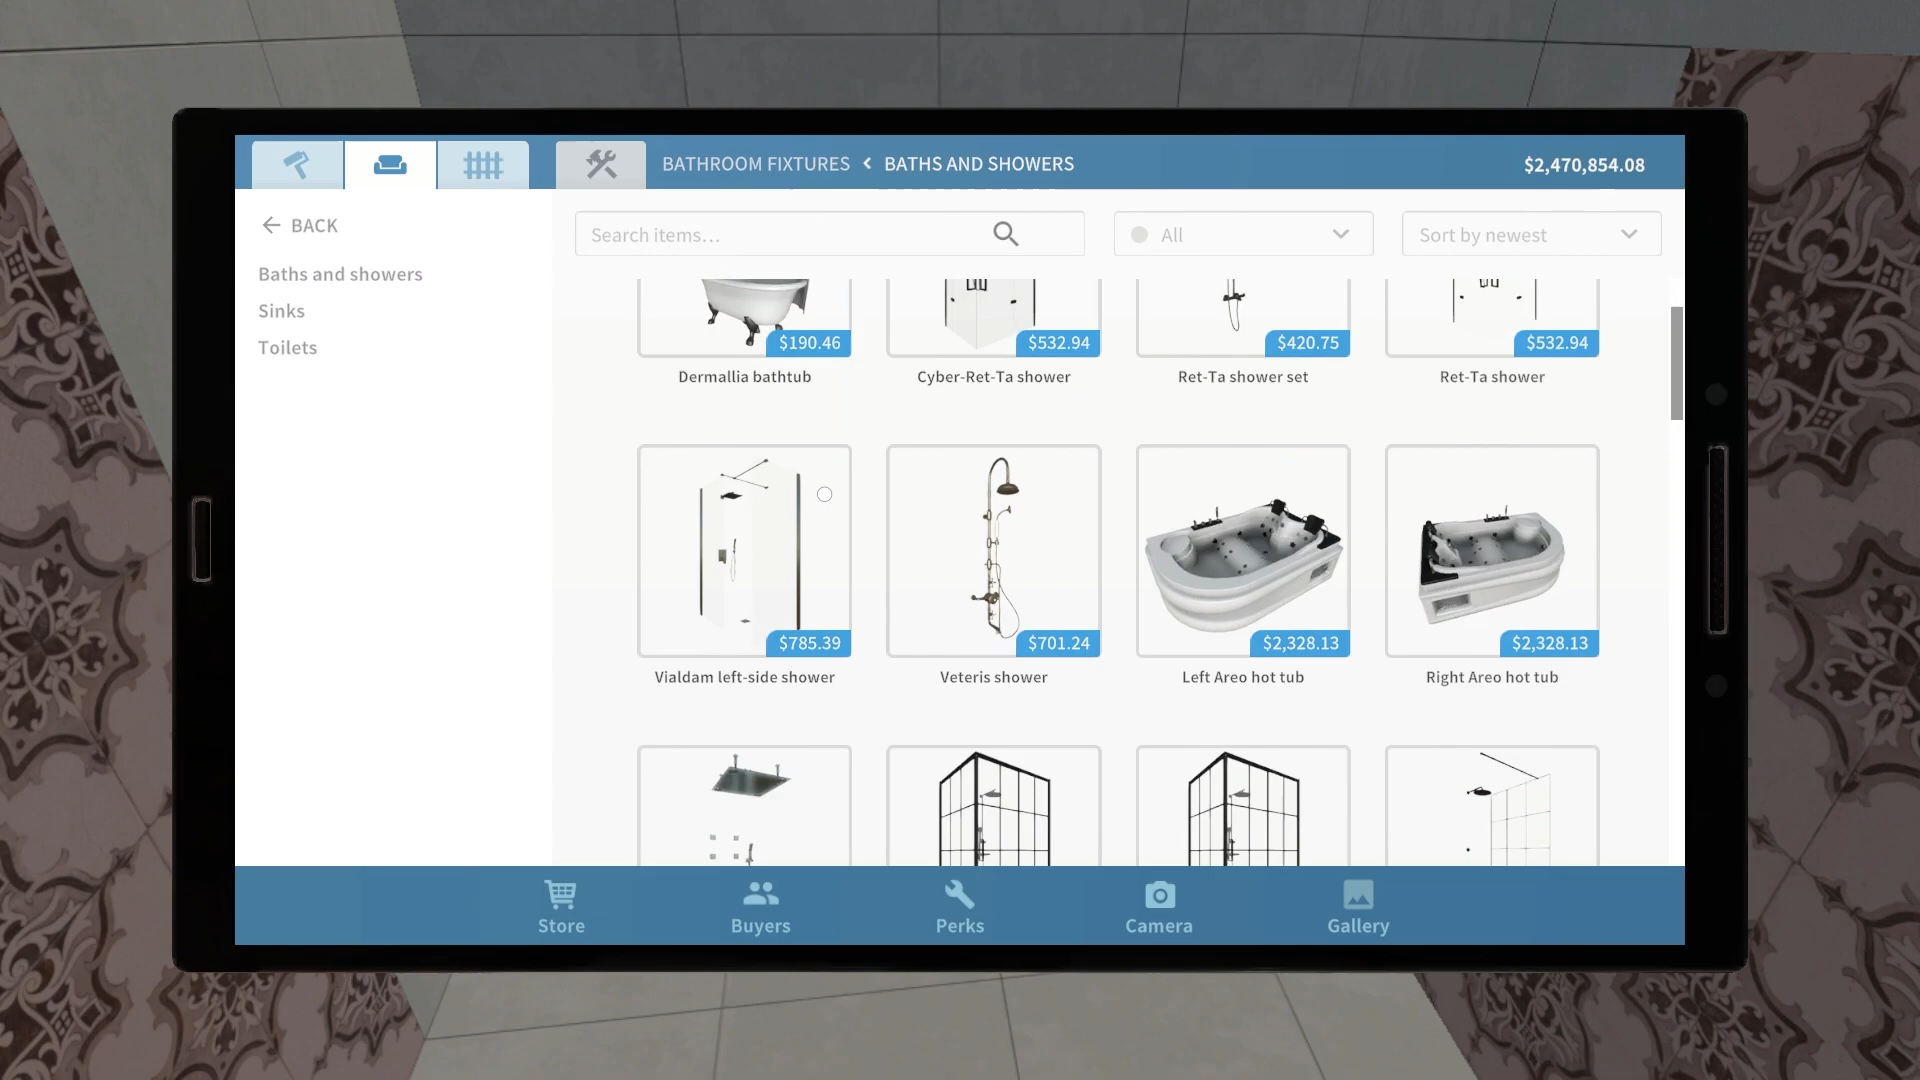 BATHROOM FIXTURES < BATHS AND SHOWERS
$2,470,854.08
BACK
Search items...
All
Sort by newest
Baths and showers
Sinks
Toilets
$190.46
$532.94
$420.75
$532.94
Dermallia bathtub
Cyber-Ret-Ta shower
Ret-Ta shower set
Ret-Ta shower
$785.39
$701.24
$2,328.13
$2,328.13
Vialdam left-side shower
Veteris shower
Left Areo hot tub
Right Areo hot tub
Store
Buyers
Perks
Camera
Gallery